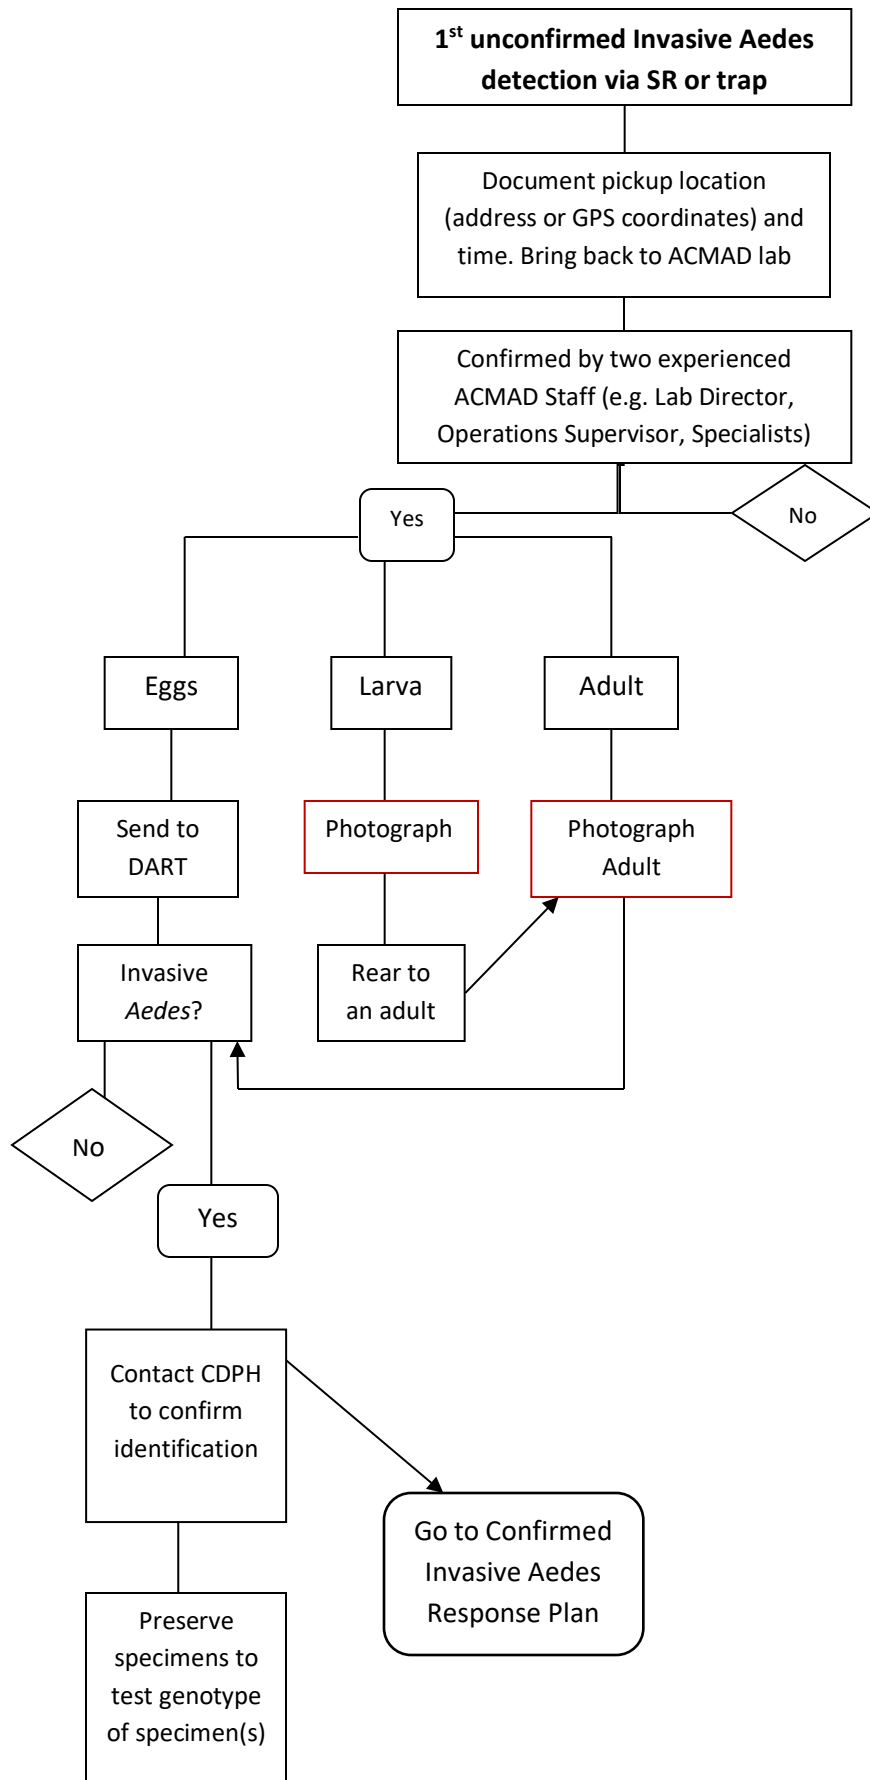 1st unconfirmed Invasive Aedes
detection via SR or trap
Document pickup location
(address or GPS coordinates) and
time. Bring back to ACMAD lab
Confirmed by two experienced
ACMAD Staff (e.g. Lab Director,
Operations Supervisor, Specialists)
Yes
No
Eggs
Larva
Adult
Send to
DART
Photograph
Photograph
Adult
Invasive
Aedes?
Rear to
an adult
No
Yes
Contact CDPH
to confirm
identification
Go to Confirmed
Invasive Aedes
Response Plan
Preserve
specimens to
test genotype
of specimen(s)